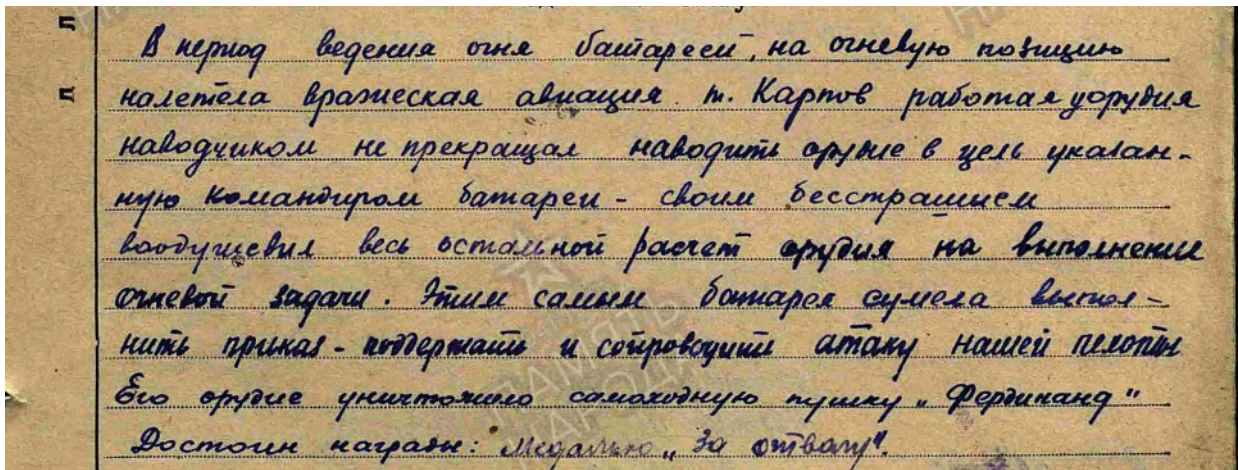 В период ведения огня батареей, на огневую позицию
налетела вражеская авиация. т. Карпов работая у орудия
наводчиком не прекращал наводить орудие в цель указан-
ную командиром батареи - своим бесстрашием
воодушевил весь остальной расчет орудия на выполнение
огневой задачи. Этим самым батарея сумела выпол-
нить приказ - поддержать и сопроводить атаку нашей пехоты
Его орудие уничтожило самоходную пушку „Фердинанд"
Достоин награды: Медалью „За отвагу".